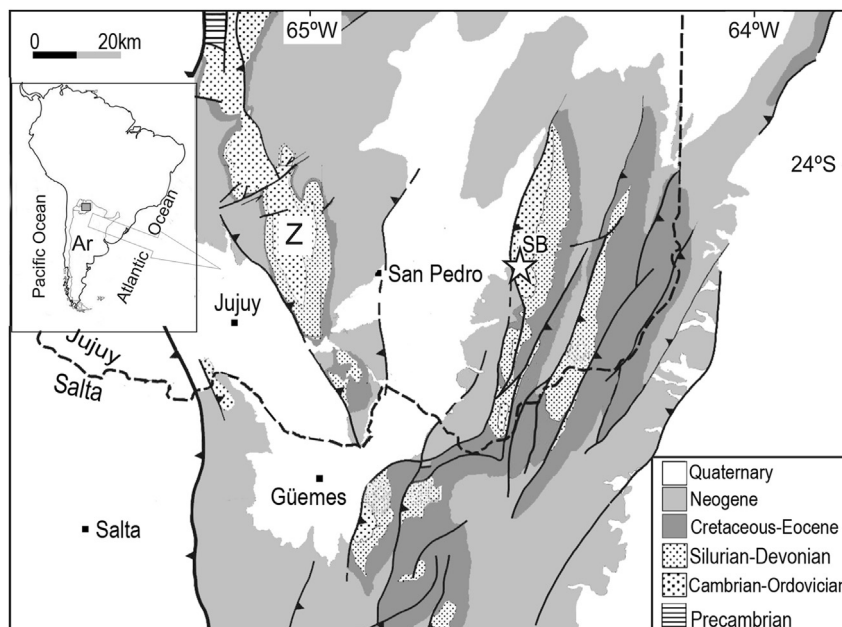 65ºW
64ºW
0 20km
24ºS
Pacific Ocean
Ar
Atlantic
Ocean
Z
SB
San Pedro
Jujuy
Jujuy
Salta
Güemes
Salta
Quaternary
Neogene
Cretaceous-Eocene
Silurian-Devonian
Cambrian-Ordovician
Precambrian